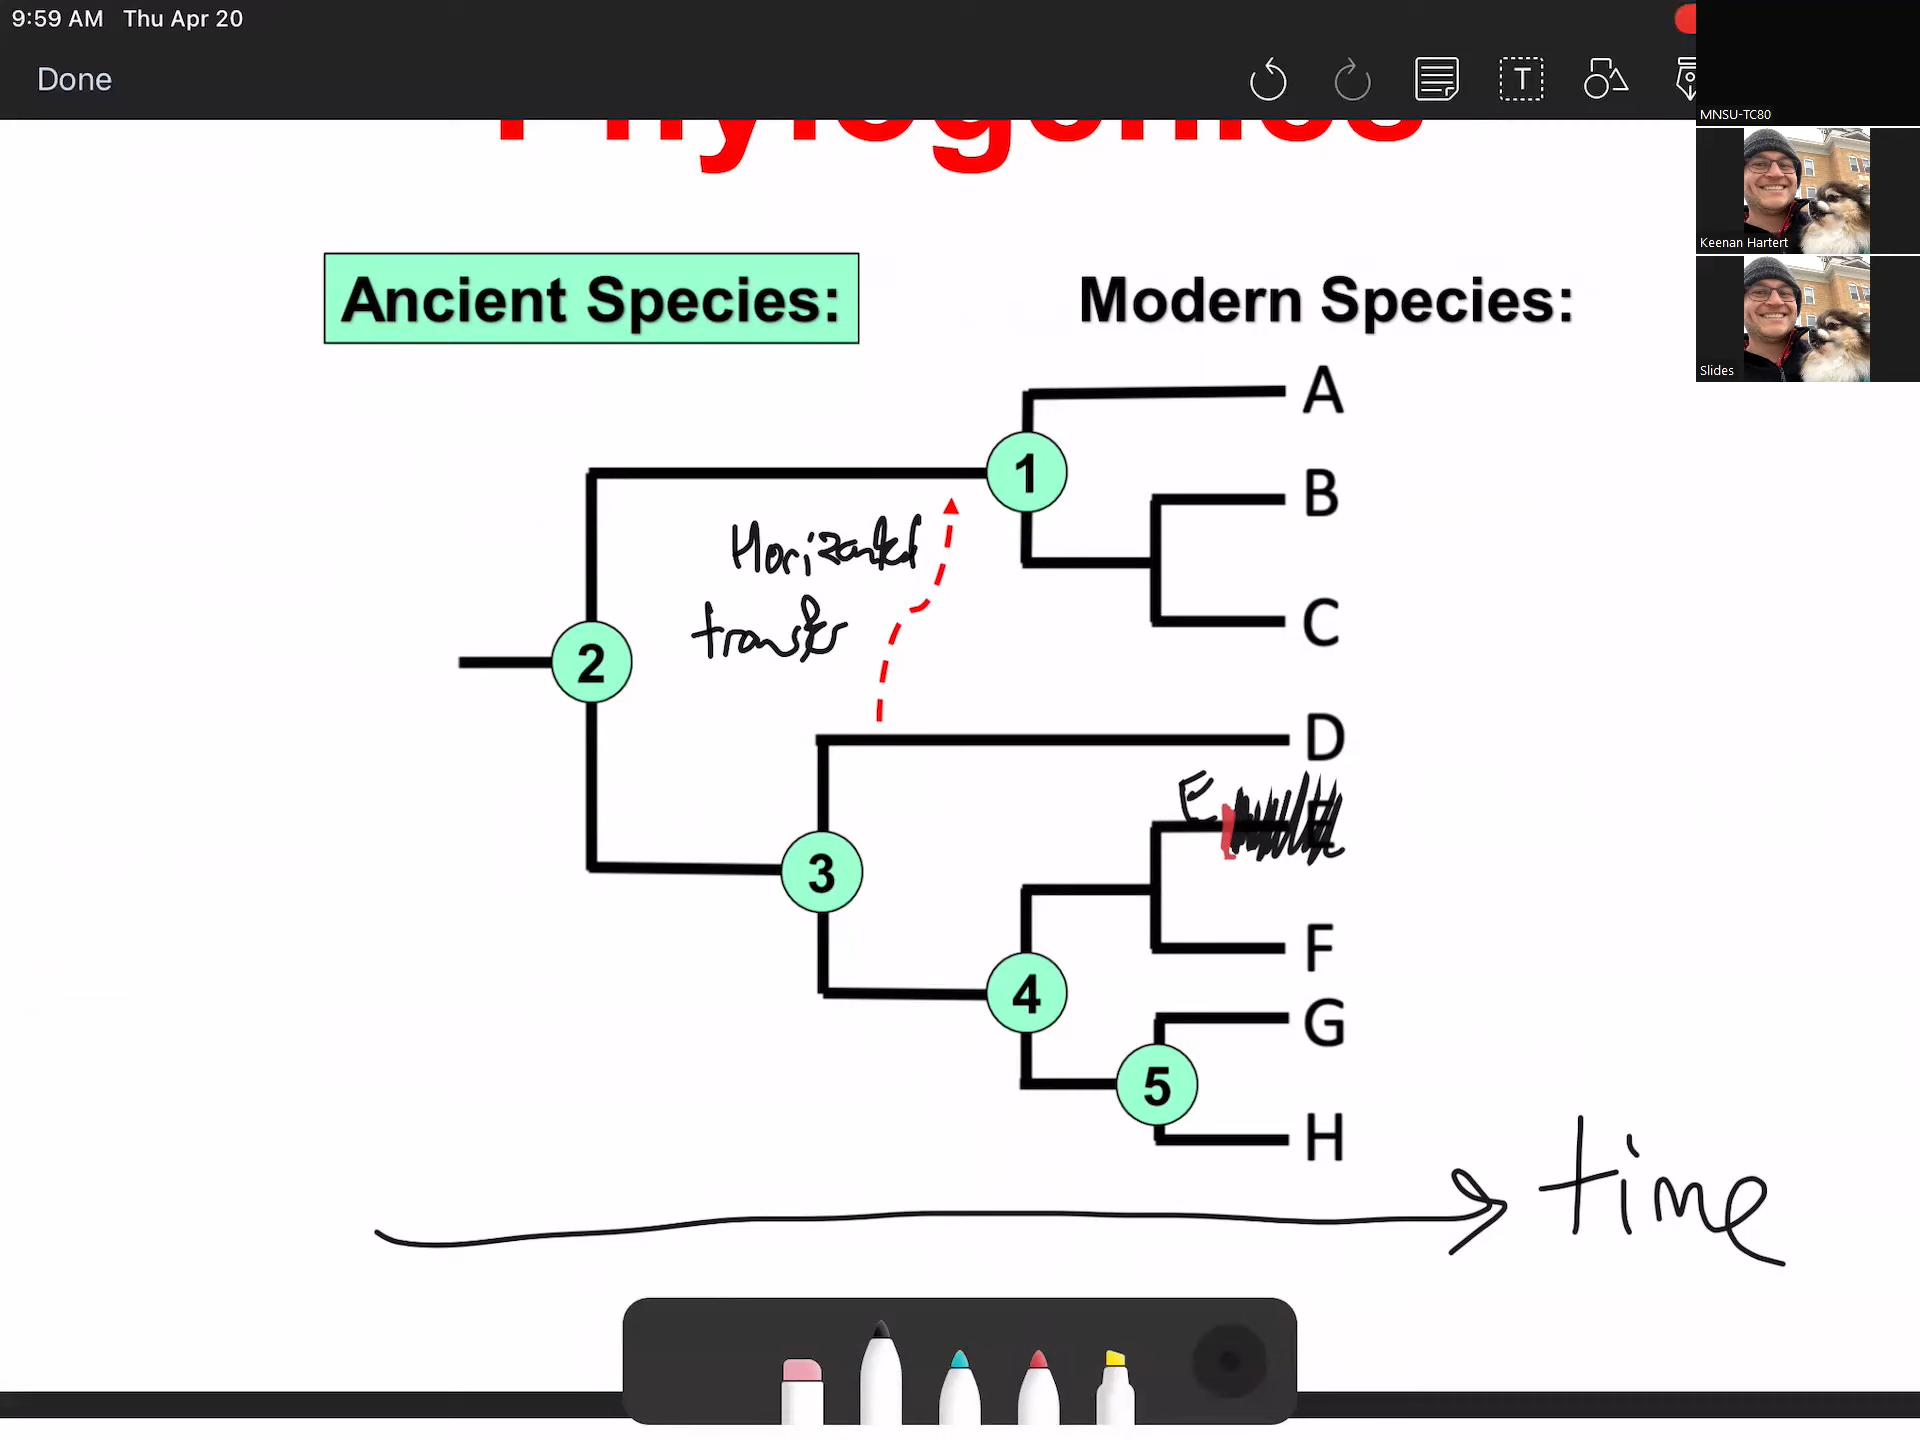 9:59 AM Thu Apr 20
Done
T
MNSU-TC80
Keenan Hartert
Slides
Phylogenies
Ancient Species:
Modern Species:
A
1
B
Horizontal
transfer
C
2
D
E
3
F
4
G
5
H
time